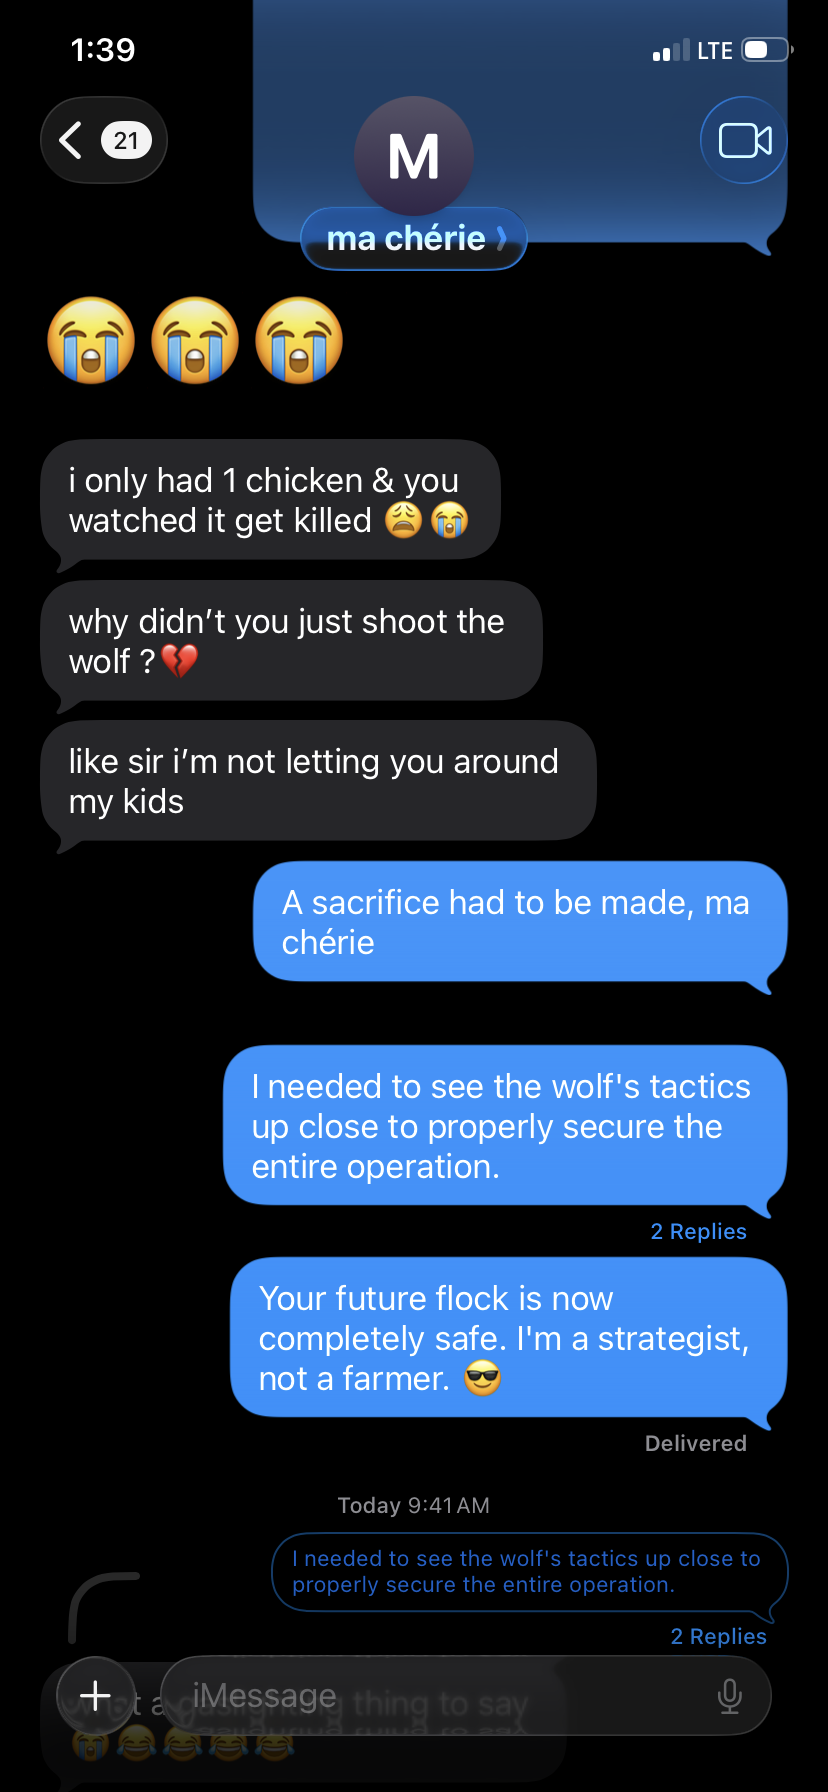 1:39
LTE
21
M
ma chérie
😭😭😭
i only had 1 chicken & you
watched it get killed 😩😭
why didn’t you just shoot the
wolf ?💔
like sir i’m not letting you around
my kids
A sacrifice had to be made, ma
chérie
I needed to see the wolf's tactics
up close to properly secure the
entire operation.
2 Replies
Your future flock is now
completely safe. I'm a strategist,
not a farmer. 😎
Delivered
Today 9:41 AM
I needed to see the wolf's tactics up close to
properly secure the entire operation.
2 Replies
a gaslighting thing to say
😭😂😂😂😂
iMessage